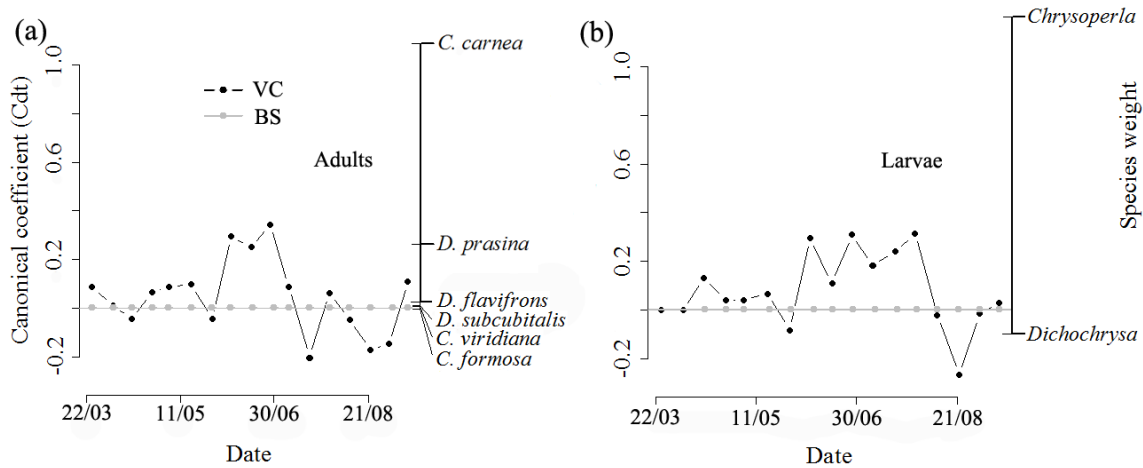 (a)
Canonical coefficient (Cdt)
1.0
0.6
0.2
-0.2
VC
BS
Adults
C. carnea
D. prasina
D. flavifrons
D. subcubitalis
C. viridiana
C. formosa
22/03
11/05
30/06
21/08
Date
(b)
1.0
0.6
0.2
-0.2
Larvae
Chrysoperla
Dichochrysa
Species weight
22/03
11/05
30/06
21/08
Date